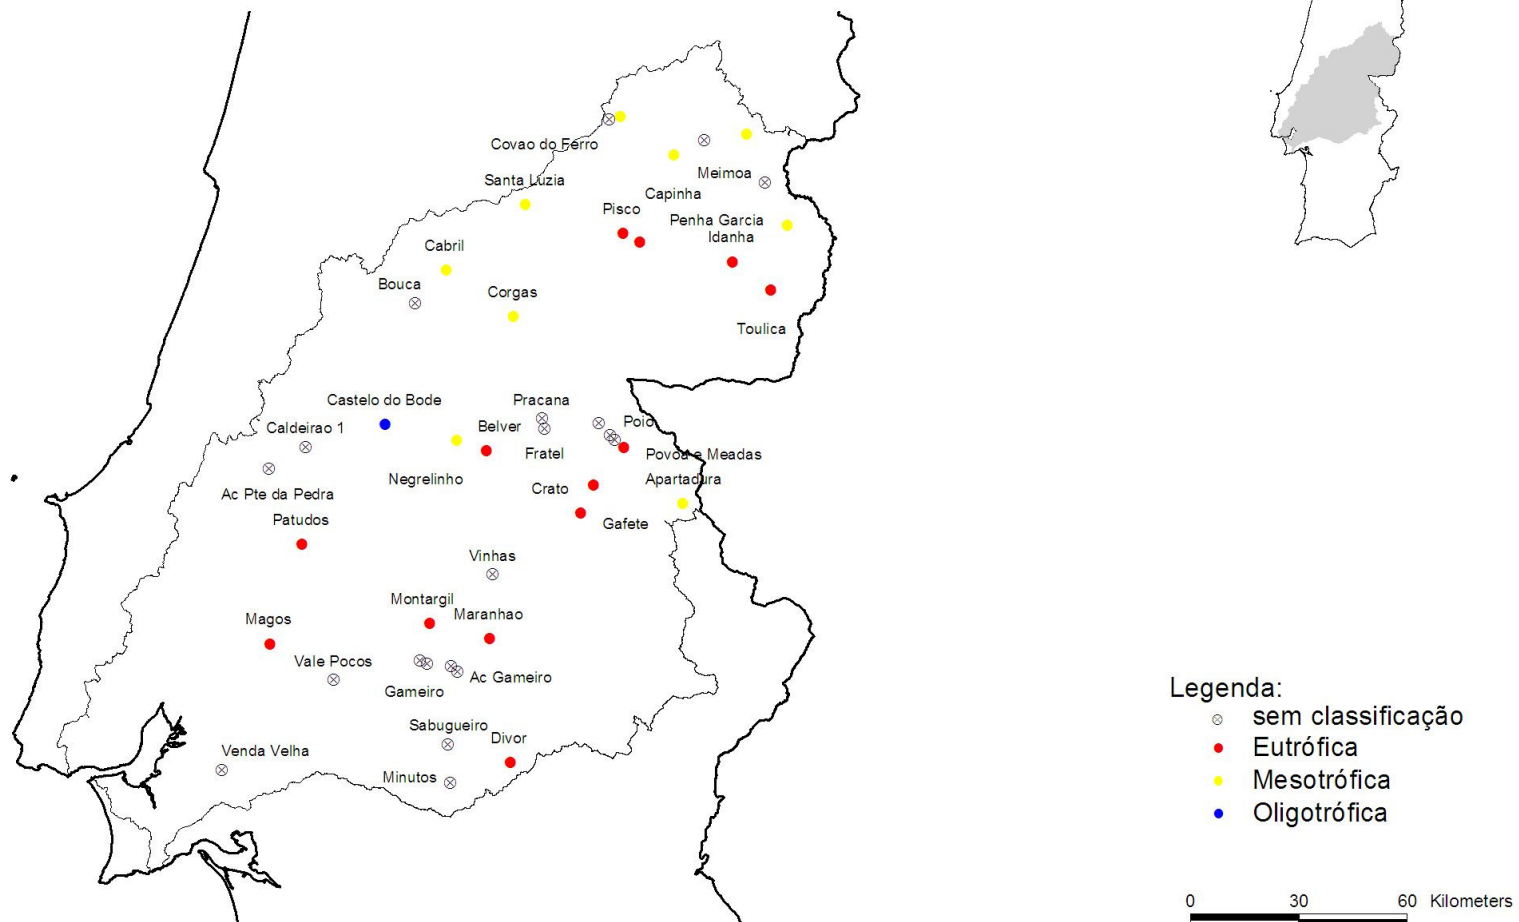 Covao do Ferro
Meimoa
Santa Luzia
Capinha
Pisco
Penha Garcia
Idanha
Cabril
Bouca
Corgas
Toulica
Castelo do Bode
Pracana
Caldeirao 1
Belver
Poio
Fratel
Povoa e Meadas
Negrelinho
Apartadura
Crato
Ac Pte da Pedra
Patudos
Gafete
Vinhas
Montargil
Maranhao
Magos
Vale Pocos
Ac Gameiro
Gameiro
Sabugueiro
Divor
Venda Velha
Minutos
Legenda:
sem classificação
Eutrófica
Mesotrófica
Oligotrófica
0 30 60 Kilometers